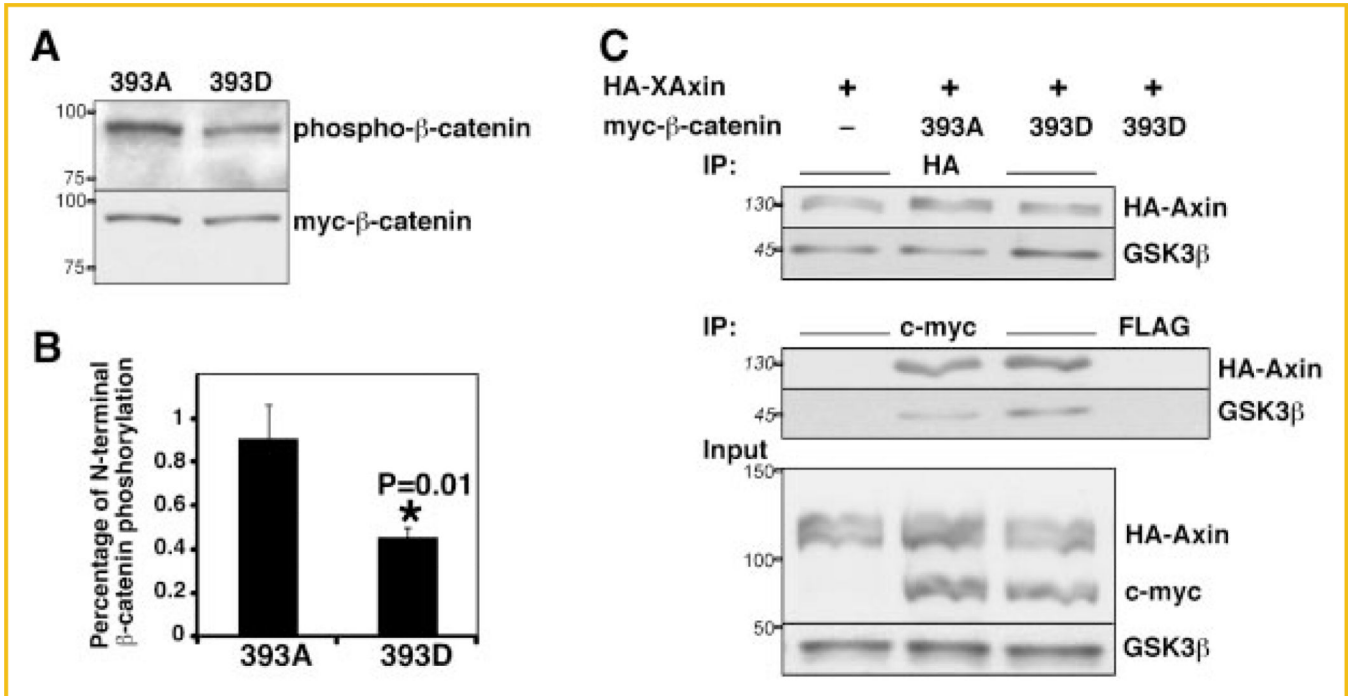 A
393A 393D
100
phospho-β-catenin
75
100
myc-β-catenin
75
B
Percentage of N-terminal
β-catenin phoshorylation
1
0.8
0.6
0.4
0.2
0
P=0.01
*
393A 393D
C
HA-XAxin + + + +
myc-β-catenin – 393A 393D 393D
IP: HA
130 HA-Axin
45 GSK3β
IP: c-myc FLAG
130 HA-Axin
45 GSK3β
Input
150
HA-Axin
100
c-myc
50
GSK3β